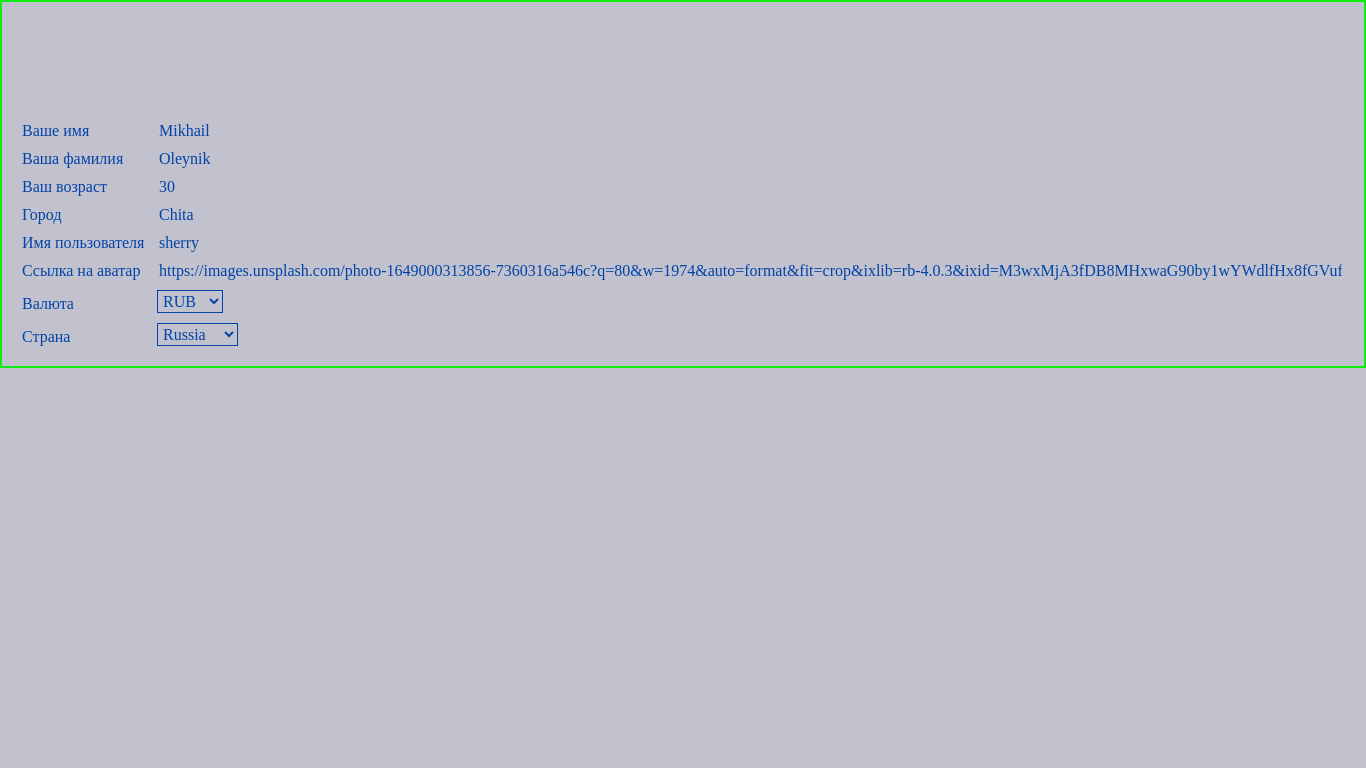 Ваше имя Mikhail
Ваша фамилия Oleynik
Ваш возраст 30
Город Chita
Имя пользователя sherry
Ссылка на аватар https://images.unsplash.com/photo-1649000313856-7360316a546c?q=80&w=1974&auto=format&fit=crop&ixlib=rb-4.0.3&ixid=M3wxMjA3fDB8MHxwaG90by1wYWdlfHx8fGVuf
Валюта RUB
Страна Russia